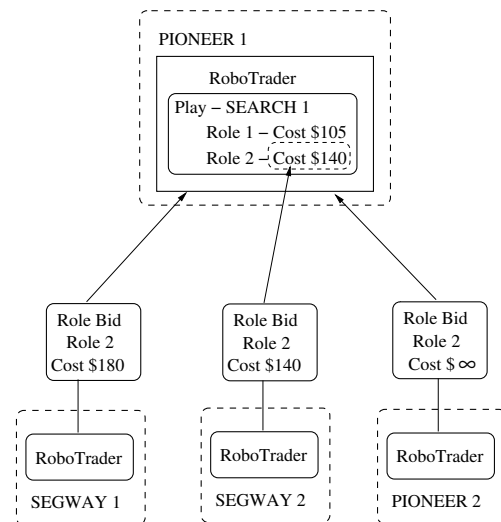 PIONEER 1
RoboTrader
Play – SEARCH 1
Role 1 – Cost $105
Role 2 – Cost $140
Role Bid
Role 2
Cost $180
Role Bid
Role 2
Cost $140
Role Bid
Role 2
Cost $ ∞
RoboTrader
SEGWAY 1
RoboTrader
SEGWAY 2
RoboTrader
PIONEER 2